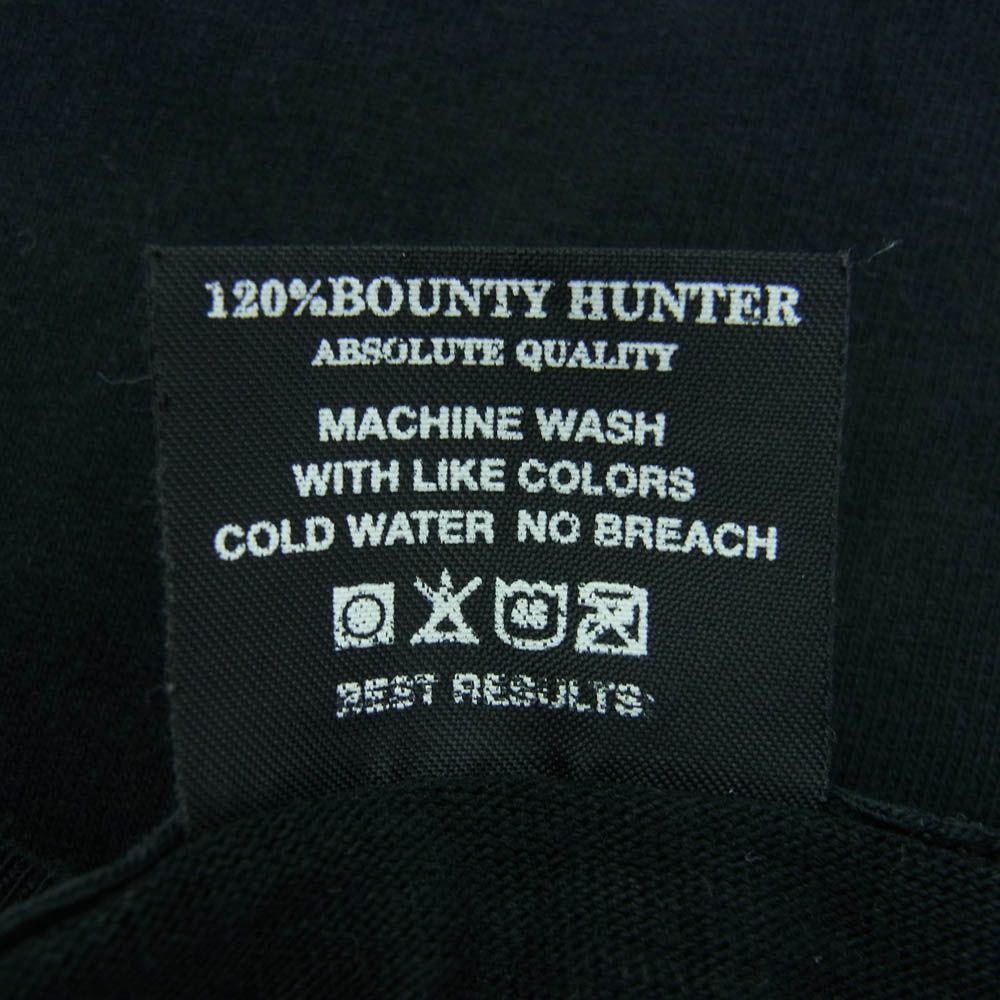 120%BOUNTY HUNTER
ABSOLUTE QUALITY
MACHINE WASH
WITH LIKE COLORS
COLD WATER NO BREACH
BEST RESULTS